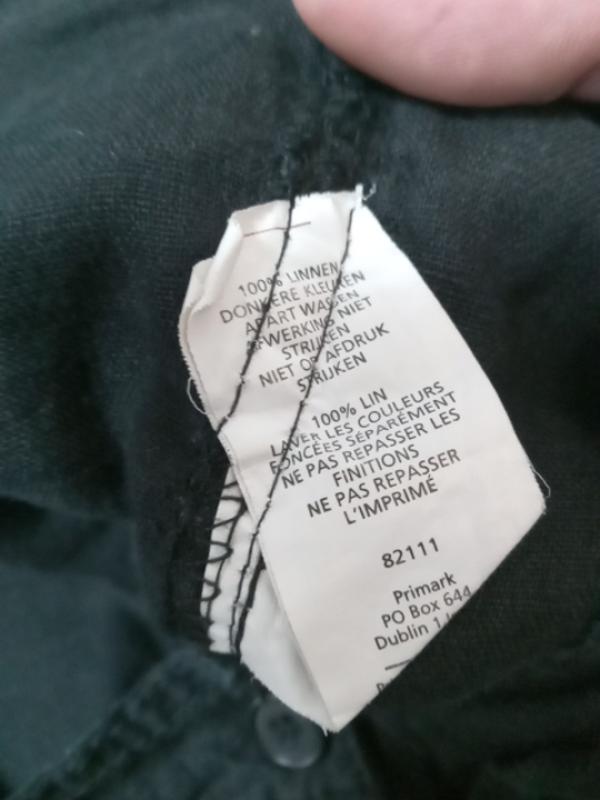 100% LINNEN
DONKERE KLEUREN
APART WASSEN
AFWERKING NIET
STRIJKEN
NIET OP AFDRUK
STRIJKEN
100% LIN
LAVER LES COULEURS
FONCÉES SÉPARÉMENT
NE PAS REPASSER LES
FINITIONS
NE PAS REPASSER
L'IMPRIMÉ
82111
Primark
PO Box 644
Dublin 1